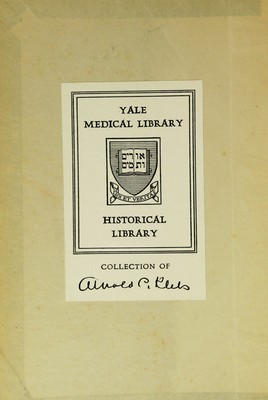 YALE
MEDICAL LIBRARY
אורים
ותמים
LUX ET VERITAS
HISTORICAL
LIBRARY
COLLECTION OF
Arnold C. Klebs